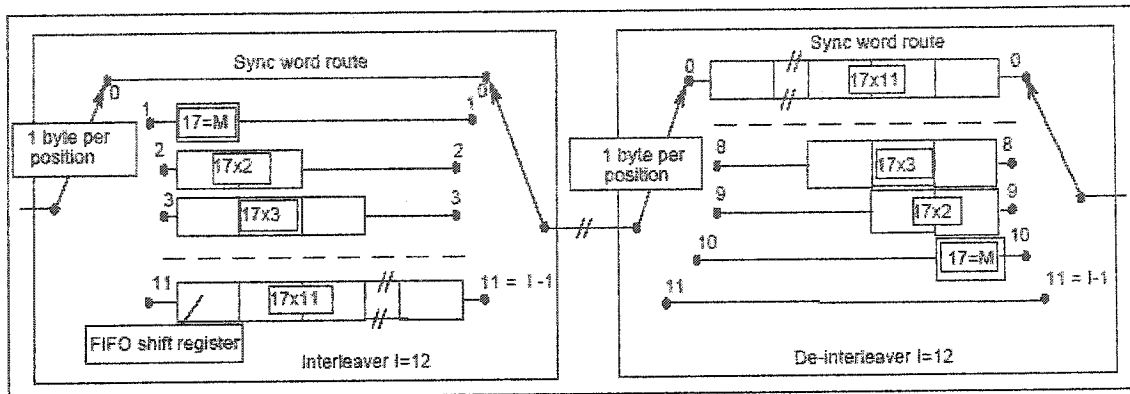 Sync word route
0
0
1
17=M
1
1 byte per
position
2
17x2
2
3
17x3
3
11
17x11
11 = I-1
FIFO shift register
Interleaver I=12
Sync word route
0
17x11
0
1 byte per
position
8
17x3
8
9
17x2
9
10
17=M
10
11
11 = I-1
De-interleaver I=12